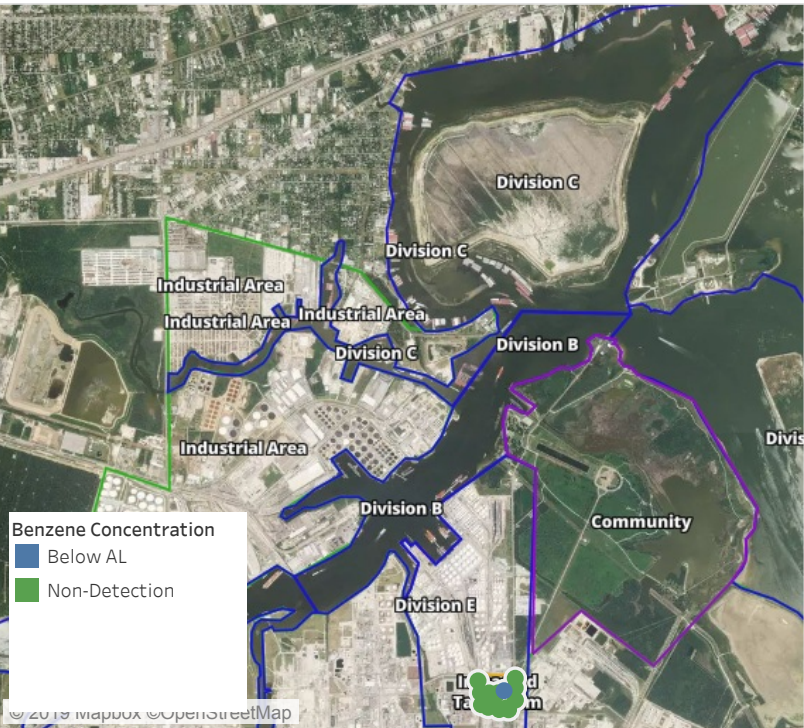 Division C
Division C
Industrial Area
Industrial Area
Industrial Area
Division B
Division C
Industrial Area
Divis
Division B
Community
Benzene Concentration
Below AL
Non-Detection
Division E
© 2019 Mapbox ©OpenStreetMap